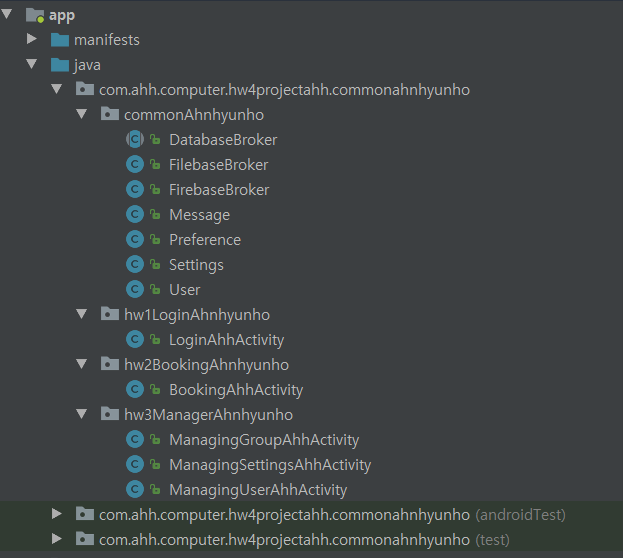 app
manifests
java
com.ahh.computer.hw4projectahh.commonahnhyunho
commonAhnhyunho
C DatabaseBroker
C FilebaseBroker
C FirebaseBroker
C Message
C Preference
C Settings
C User
hw1LoginAhnhyunho
C LoginAhhActivity
hw2BookingAhnhyunho
C BookingAhhActivity
hw3ManagerAhnhyunho
C ManagingGroupAhhActivity
C ManagingSettingsAhhActivity
C ManagingUserAhhActivity
com.ahh.computer.hw4projectahh.commonahnhyunho (androidTest)
com.ahh.computer.hw4projectahh.commonahnhyunho (test)